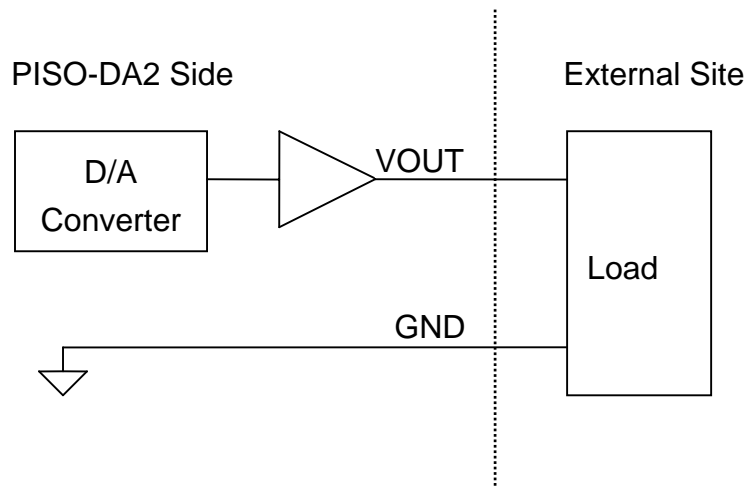 PISO-DA2 Side
External Site
D/A
Converter
VOUT
Load
GND